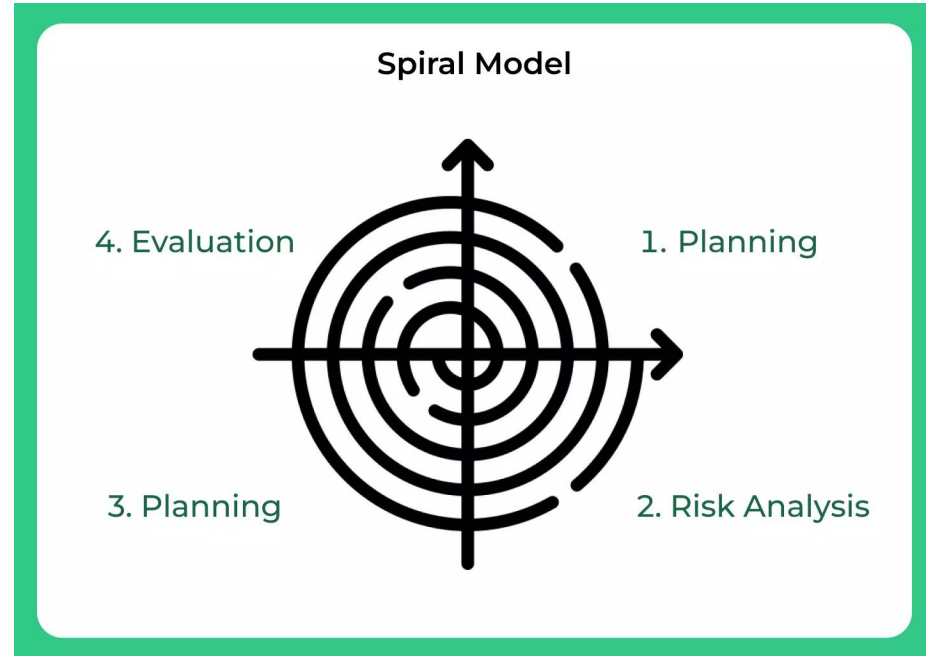 Spiral Model
4. Evaluation
1. Planning
3. Planning
2. Risk Analysis